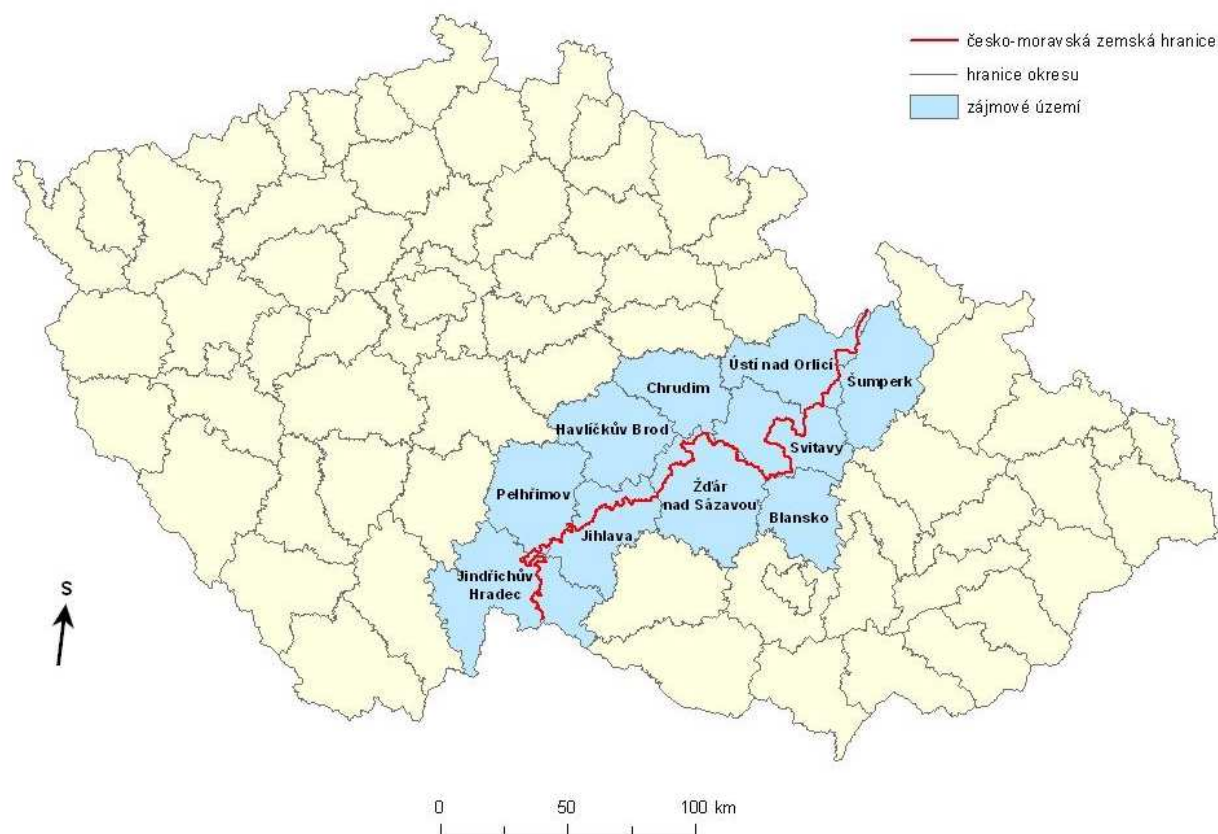 česko-moravská zemská hranice
hranice okresu
zájmové území
Ústí nad Orlicí
Šumperk
Chrudim
Havlíčkův Brod
Svitavy
Pelhřimov
Žďár
nad Sázavou
Blansko
Jihlava
Jindřichův
Hradec
S
0 50 100 km